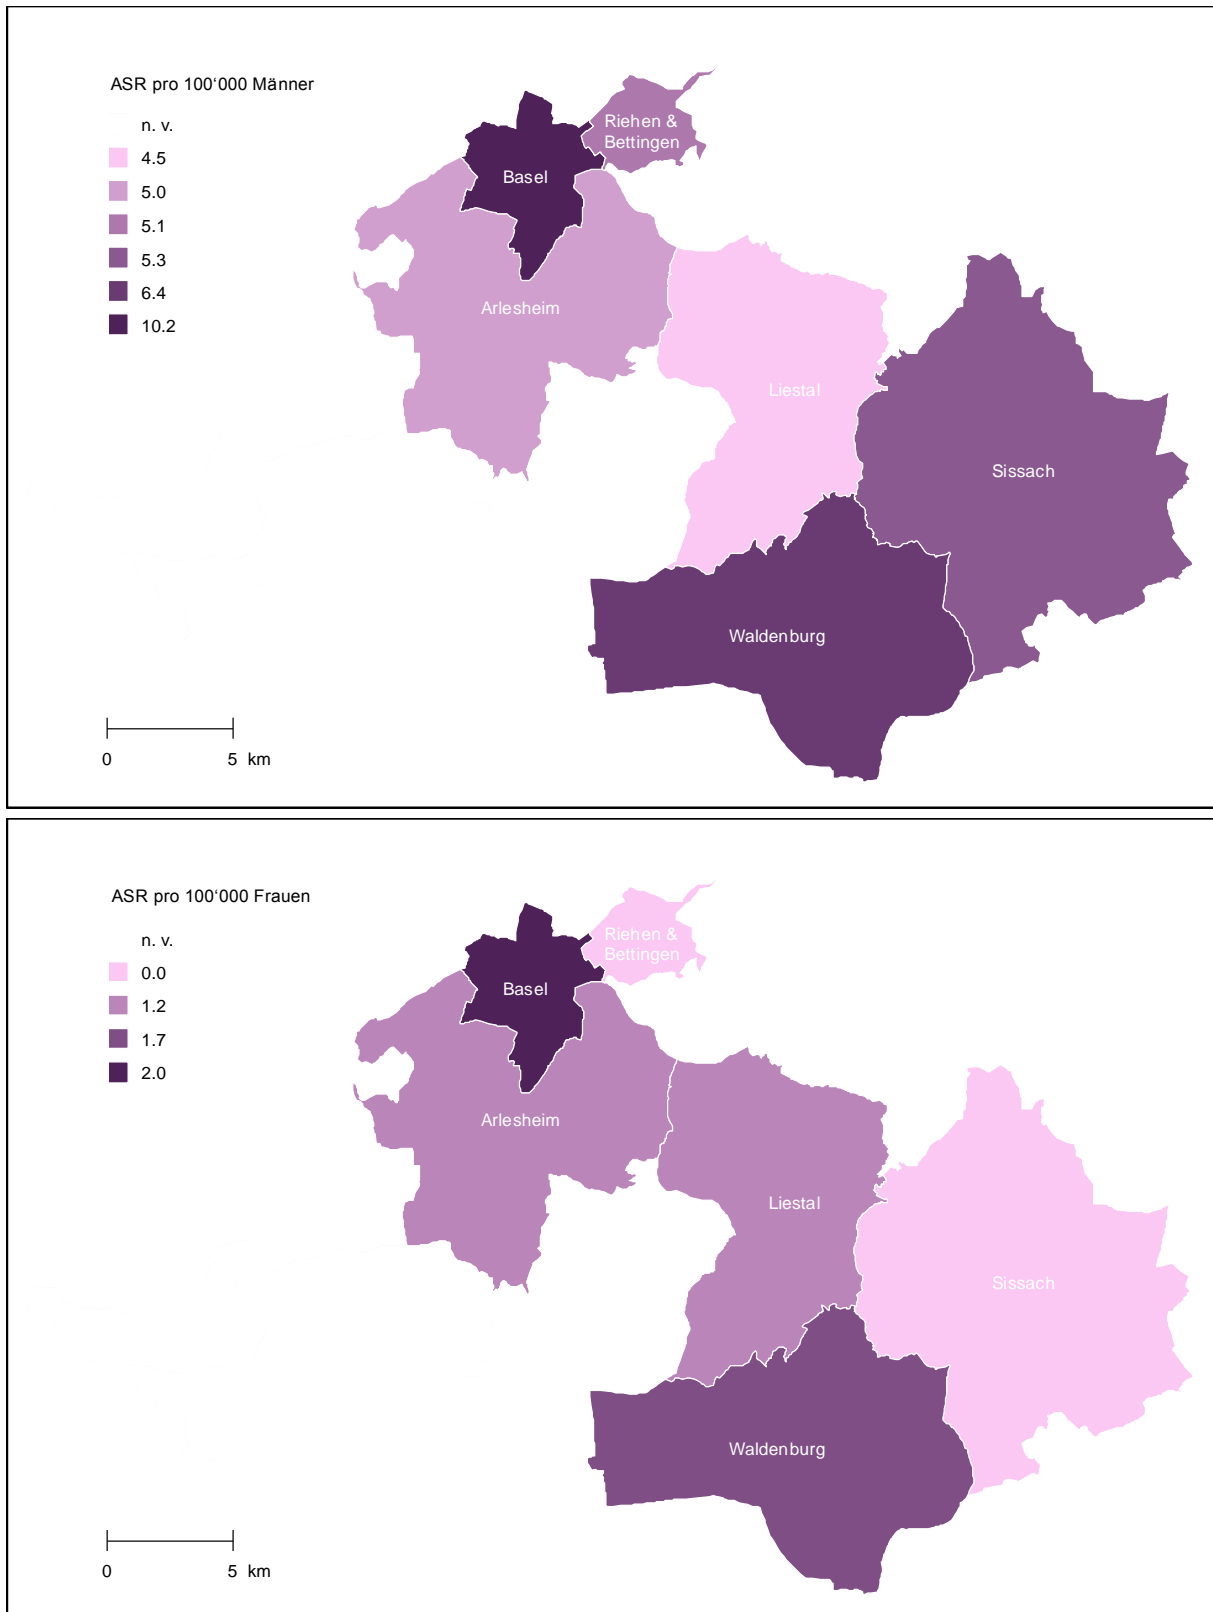 ASR pro 100‘000 Männer
n. v.
4.5
5.0
5.1
5.3
6.4
10.2
Riehen &
Bettingen
Basel
Arlesheim
Liestal
Sissach
Waldenburg
0 5 km
ASR pro 100‘000 Frauen
n. v.
0.0
1.2
1.7
2.0
Riehen &
Bettingen
Basel
Arlesheim
Liestal
Sissach
Waldenburg
0 5 km